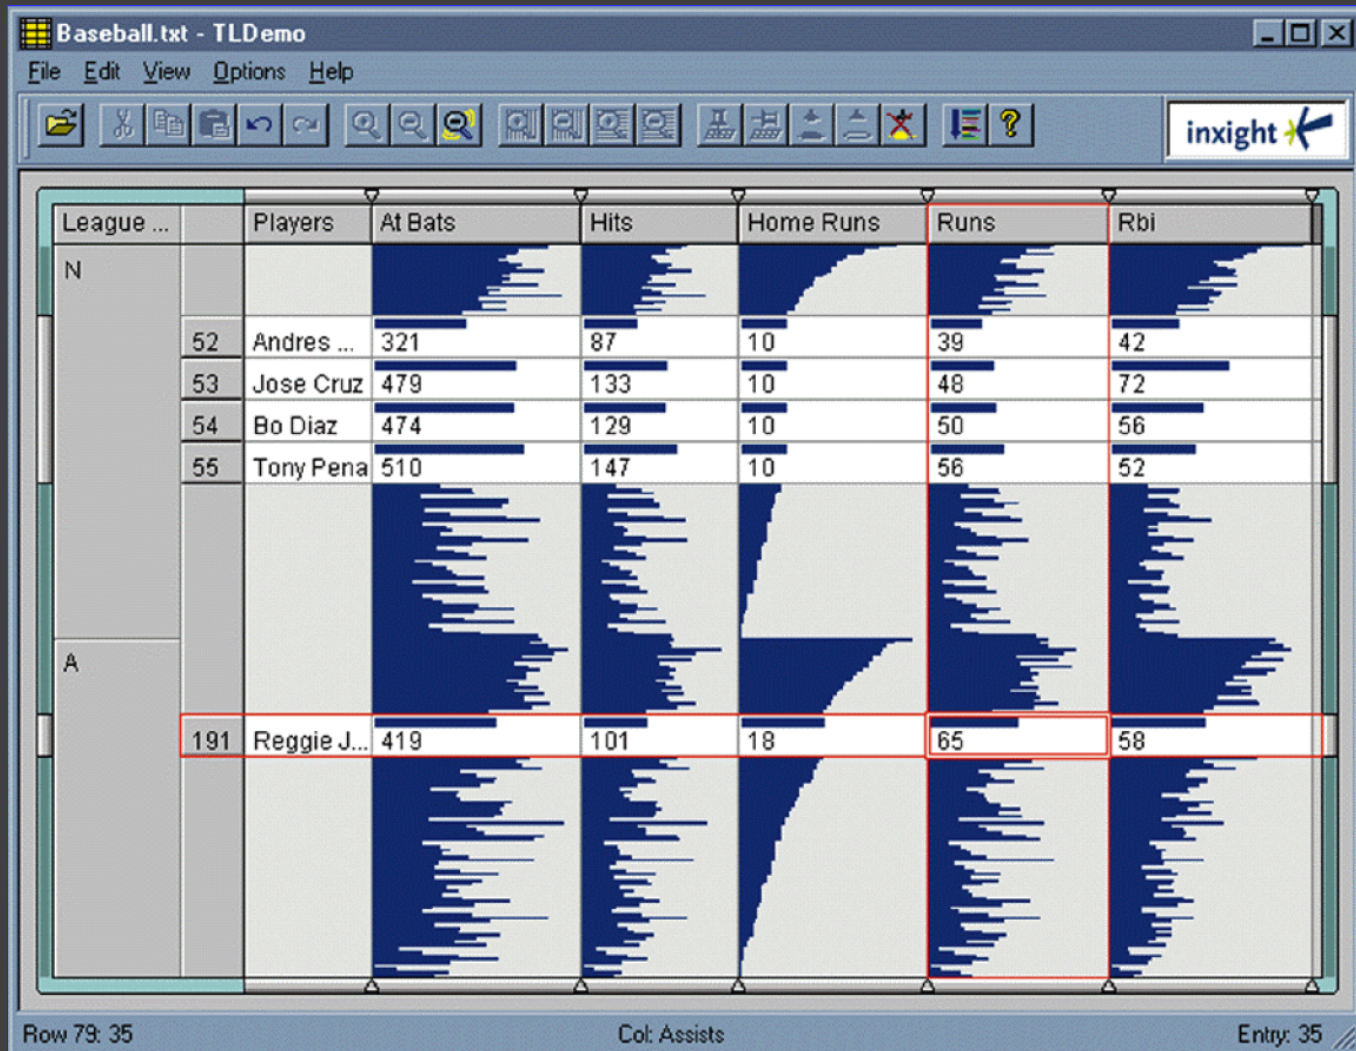 Baseball.txt - TLDemo
File Edit View Options Help
inxight
League ... Players At Bats Hits Home Runs Runs Rbi
N
52 Andres ... 321 87 10 39 42
53 Jose Cruz 479 133 10 48 72
54 Bo Diaz 474 129 10 50 56
55 Tony Pena 510 147 10 56 52
A
191 Reggie J... 419 101 18 65 58
Row 79: 35 Col: Assists Entry: 35